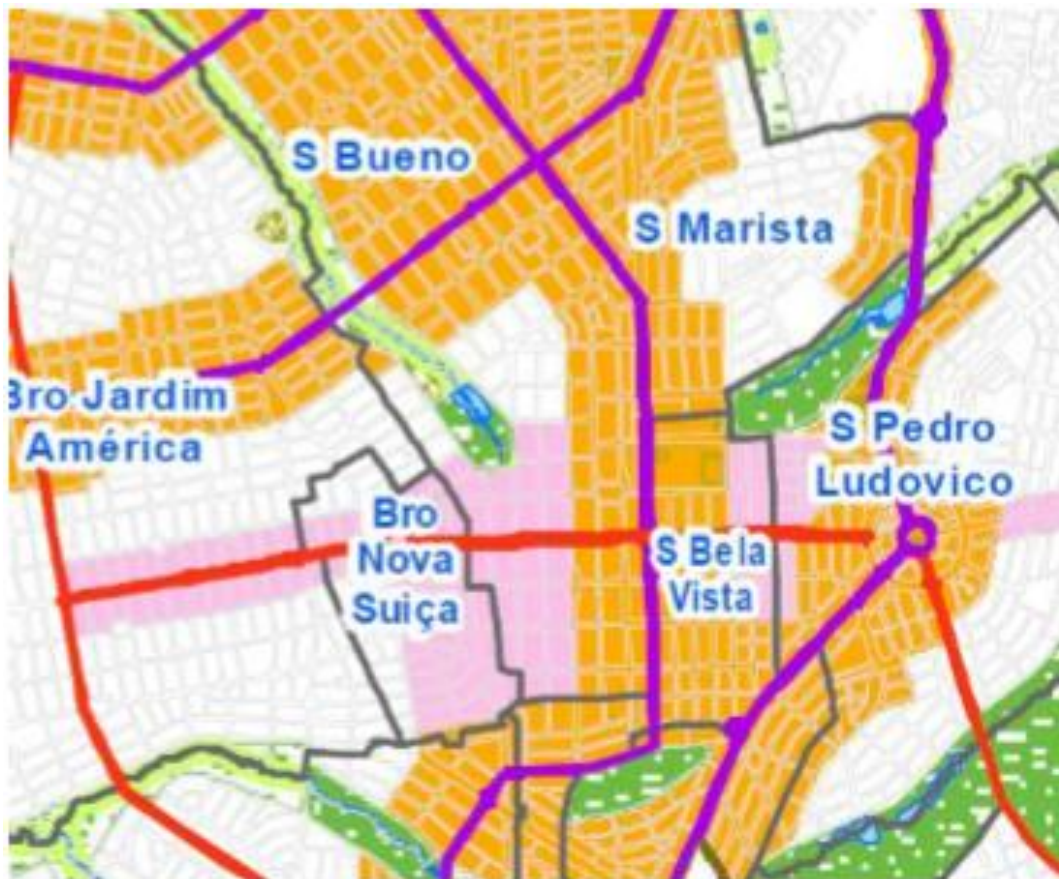 S Bueno
S Marista
Bro Jardim
América
S Pedro
Ludovico
Bro
Nova
Suiça
S Bela
Vista